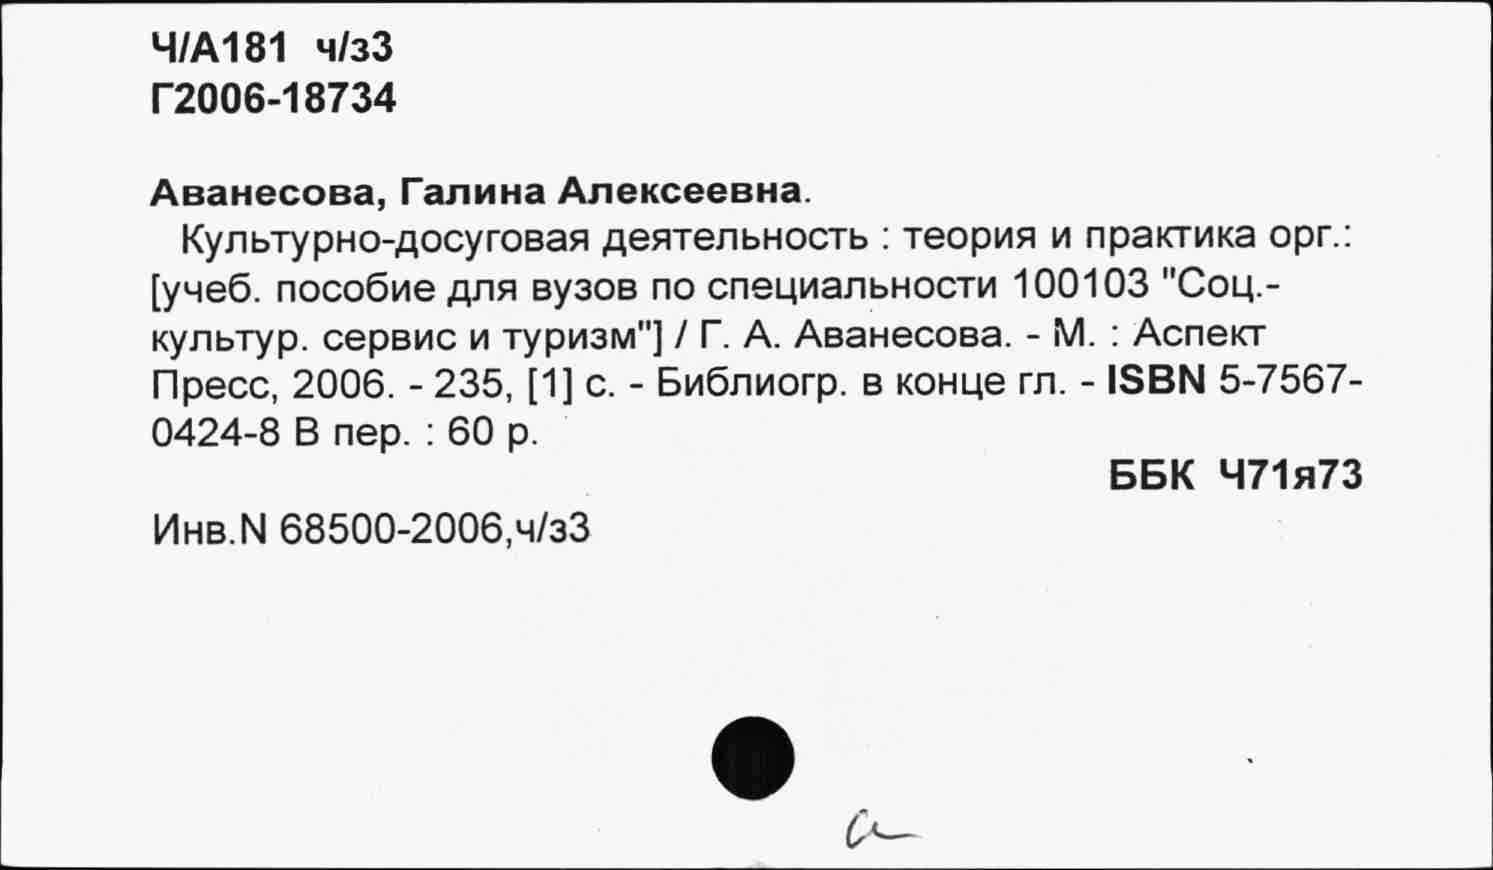 Ч/А181 ч/з3
Г2006-18734
Аванесова, Галина Алексеевна.
Культурно-досуговая деятельность : теория и практика орг.:
[учеб. пособие для вузов по специальности 100103 "Соц.-
культур. сервис и туризм"] / Г. А. Аванесова. - М. : Аспект
Пресс, 2006. - 235, [1] с. - Библиогр. в конце гл. - ISBN 5-7567-
0424-8 В пер. : 60 р.
ББК Ч71я73
Инв.N 68500-2006,ч/з3